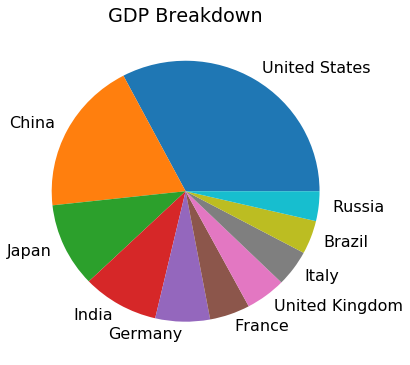 GDP Breakdown
United States
China
Japan
India
Germany
France
United Kingdom
Italy
Brazil
Russia